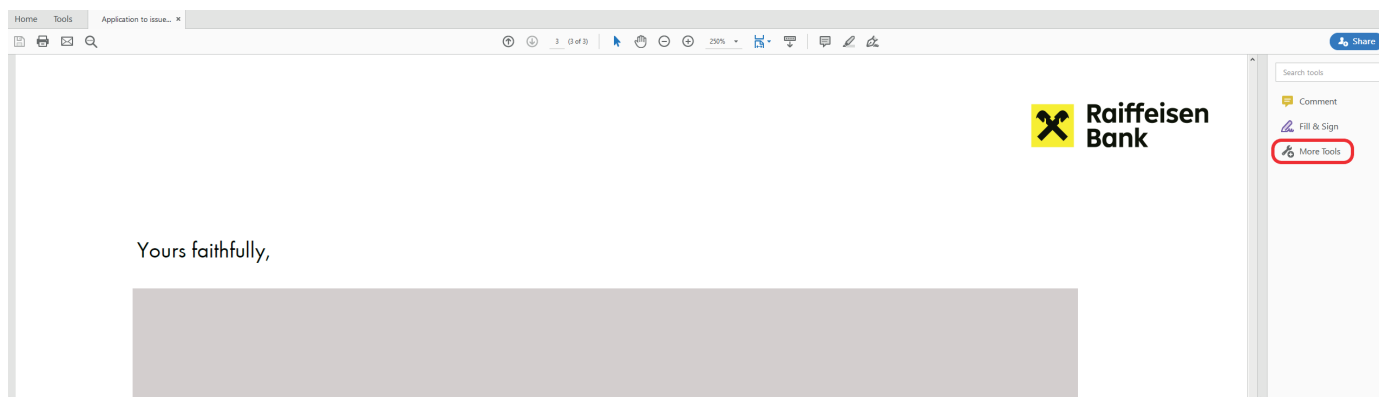 Home Tools Application to issue... ×
3 (3 of 3) 250% Share
Search tools
Comment
Fill & Sign
More Tools
Raiffeisen
Bank
Yours faithfully,